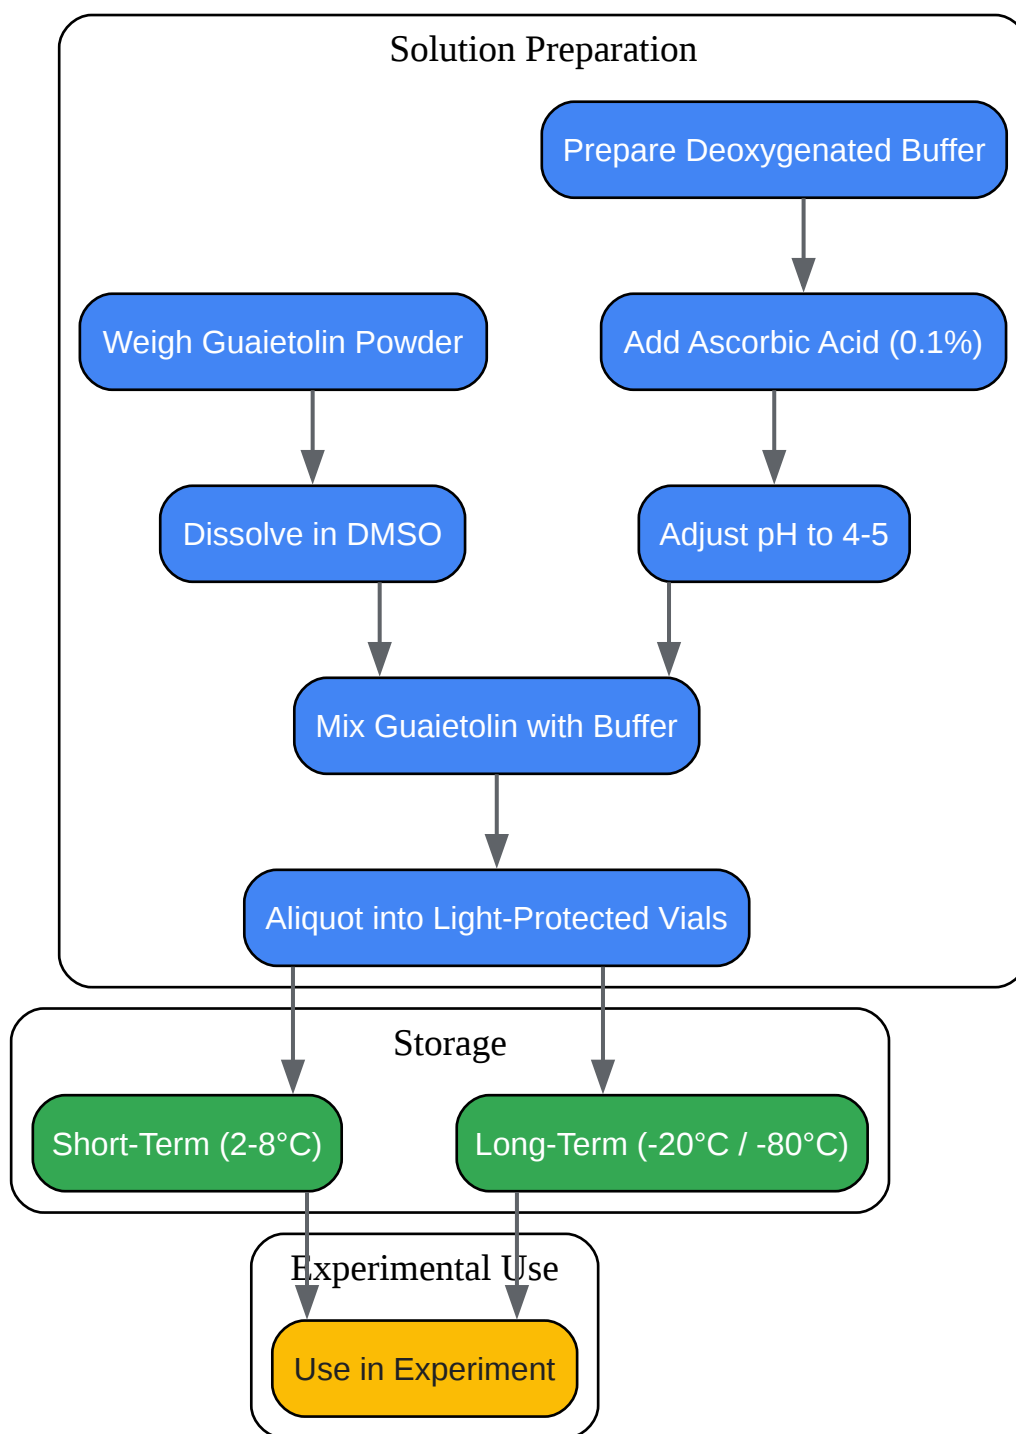 Solution Preparation
Prepare Deoxygenated Buffer
Weigh Guaietolin Powder
Add Ascorbic Acid (0.1%)
Dissolve in DMSO
Adjust pH to 4-5
Mix Guaietolin with Buffer
Aliquot into Light-Protected Vials
Storage
Short-Term (2-8°C)
Long-Term (-20°C / -80°C)
Experimental Use
Use in Experiment